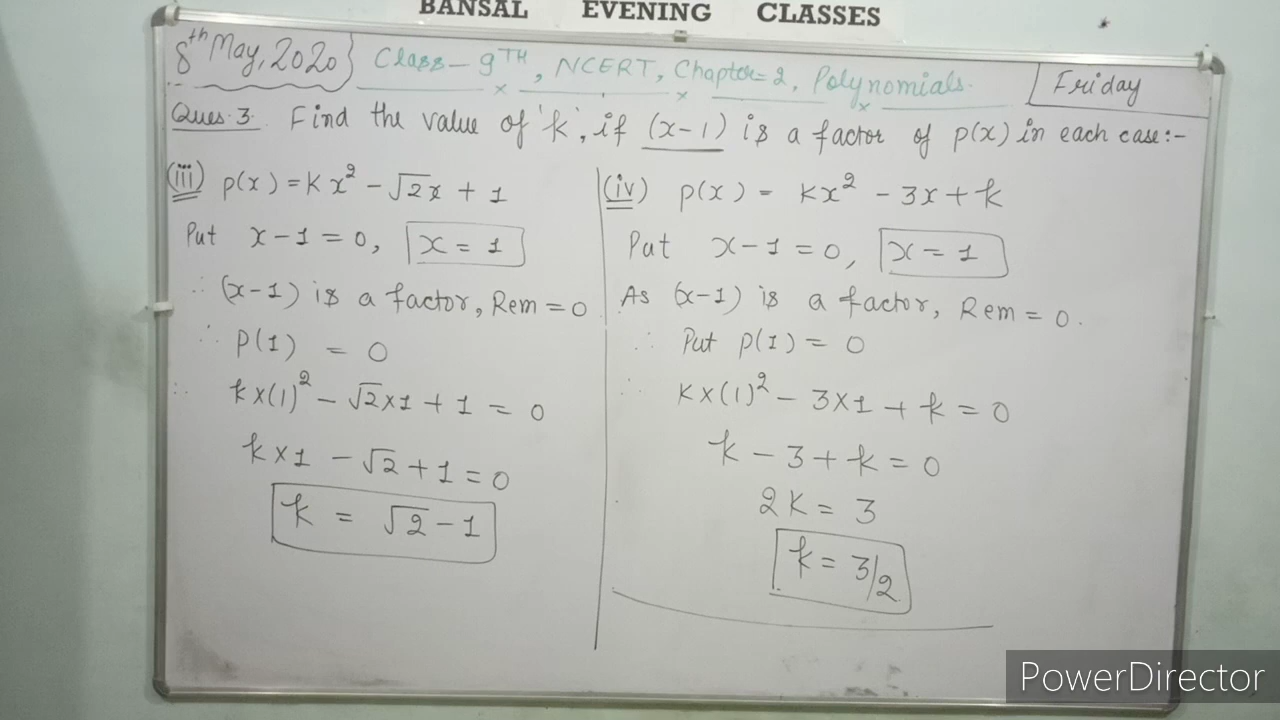 BANSAL EVENING CLASSES
8th May, 2020} Class-9TH, NCERT, Chapter=2, Polynomials. Friday
Ques.3. Find the value of 'k', if (x-1) is a factor of p(x) in each case:-
(iii) p(x) = Kx² - √2x + 1
Put x-1=0, x = 1
∴ (x-1) is a factor, Rem = 0
∴ P(1) = 0
∴ k×(1)² - √2×1 + 1 = 0
k×1 - √2 + 1 = 0
k = √2 - 1
(iv) p(x) = Kx² - 3x + k
Put x-1=0, x = 1
As (x-1) is a factor, Rem = 0.
∴ Put p(1) = 0
∴ K×(1)² - 3×1 + k = 0
k - 3 + k = 0
2K = 3
k = 3/2
PowerDirector